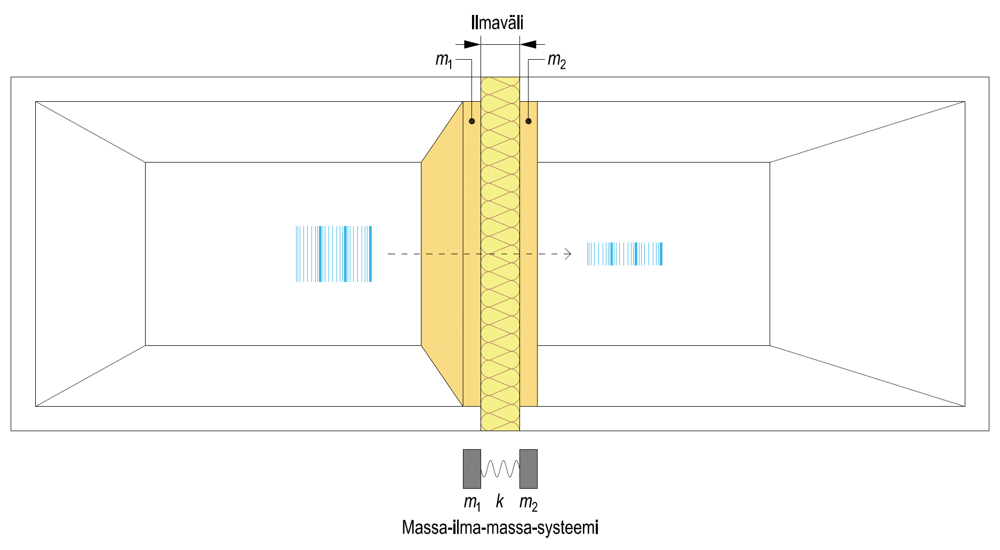 Ilmaväli
m1 m2
m1 k m2
Massa-ilma-massa-systeemi